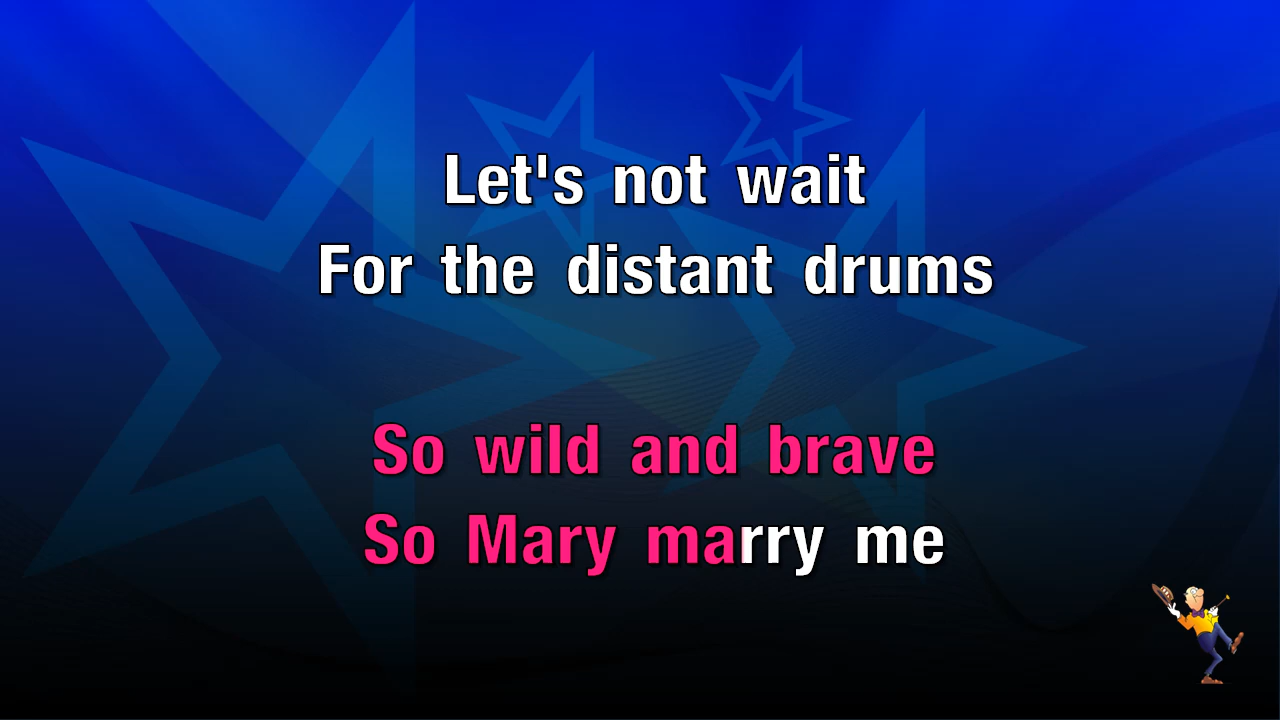 Let's not wait
For the distant drums
So wild and brave
So Mary marry me